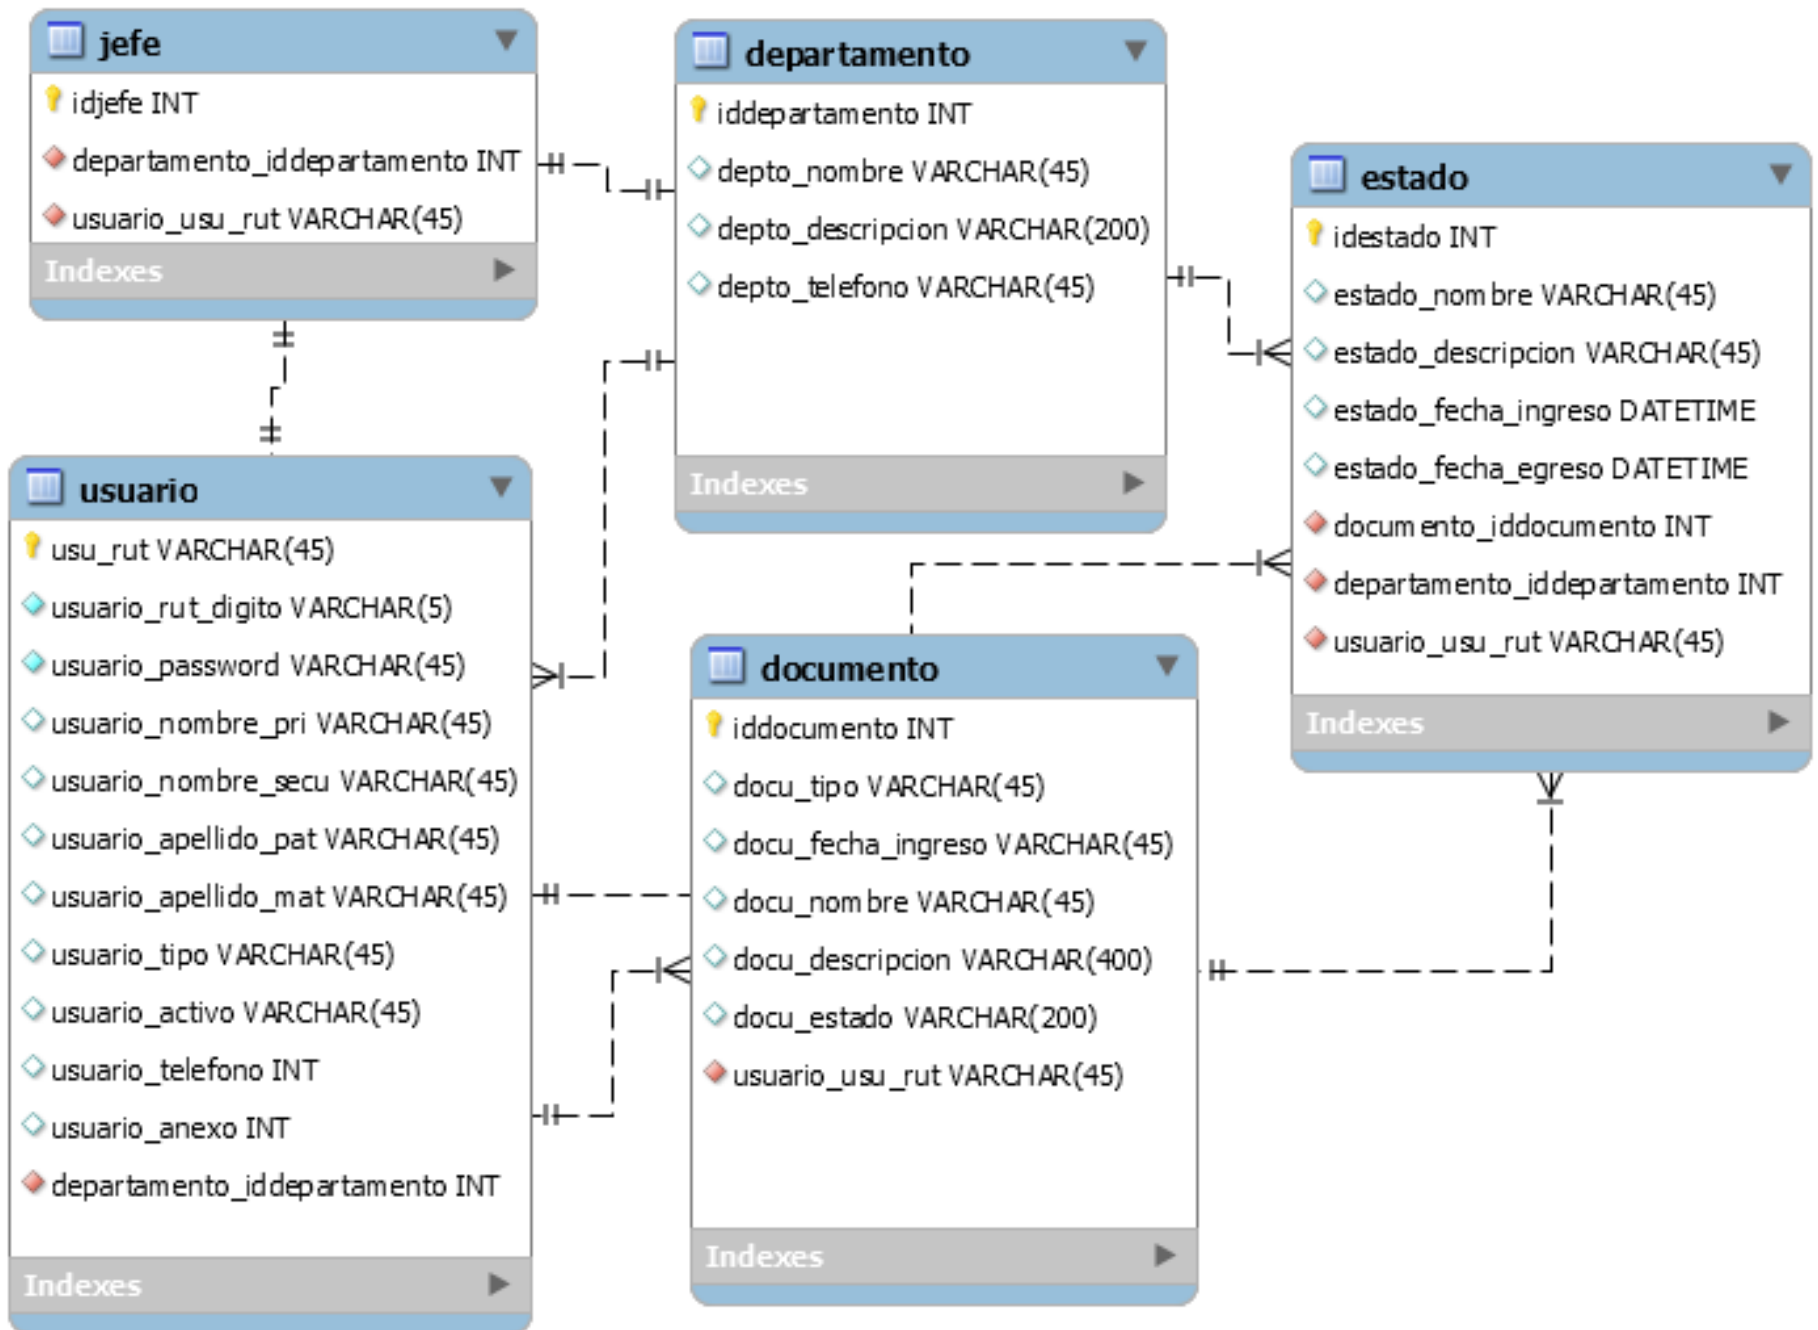 jefe
idjefe INT
departamento_iddepartamento INT
usuario_usu_rut VARCHAR(45)
Indexes
departamento
iddepartamento INT
depto_nombre VARCHAR(45)
depto_descripcion VARCHAR(200)
depto_telefono VARCHAR(45)
Indexes
estado
idestado INT
estado_nombre VARCHAR(45)
estado_descripcion VARCHAR(45)
estado_fecha_ingreso DATETIME
estado_fecha_egreso DATETIME
documento_iddocumento INT
departamento_iddepartamento INT
usuario_usu_rut VARCHAR(45)
Indexes
usuario
usu_rut VARCHAR(45)
usuario_rut_digito VARCHAR(5)
usuario_password VARCHAR(45)
usuario_nombre_pri VARCHAR(45)
usuario_nombre_secu VARCHAR(45)
usuario_apellido_pat VARCHAR(45)
usuario_apellido_mat VARCHAR(45)
usuario_tipo VARCHAR(45)
usuario_activo VARCHAR(45)
usuario_telefono INT
usuario_anexo INT
departamento_iddepartamento INT
Indexes
documento
iddocumento INT
docu_tipo VARCHAR(45)
docu_fecha_ingreso VARCHAR(45)
docu_nombre VARCHAR(45)
docu_descripcion VARCHAR(400)
docu_estado VARCHAR(200)
usuario_usu_rut VARCHAR(45)
Indexes